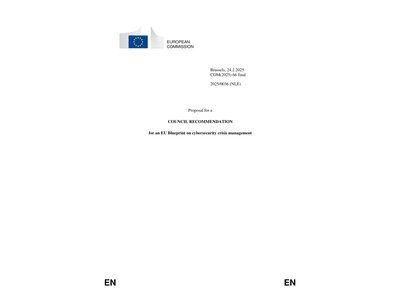 EUROPEAN
COMMISSION
Brussels, 24.2.2025
COM(2025) 66 final
2025/0036 (NLE)
Proposal for a
COUNCIL RECOMMENDATION
for an EU Blueprint on cybersecurity crisis management
EN
EN